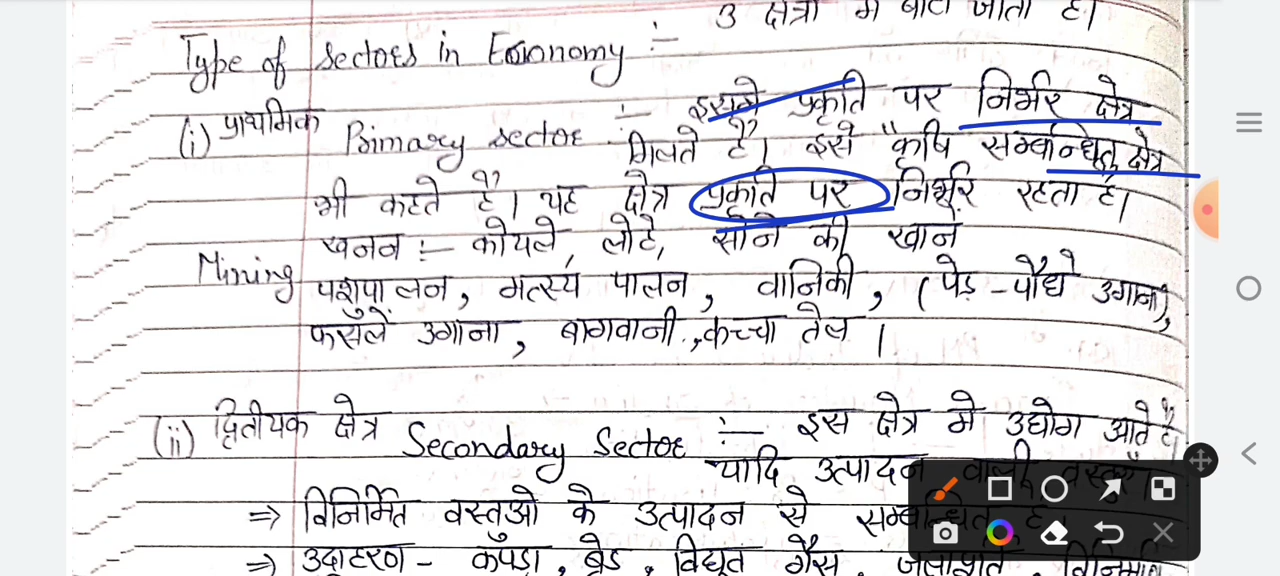 3 क्षेत्रों में बांटा जाता है।
Type of Sectors in Economy :-
(i) प्राथमिक Primary sector :- इसमें प्रकृति पर निर्भर क्षेत्र
मिलते हैं। इसे कृषि सम्बन्धित क्षेत्र
भी कहते हैं। यह क्षेत्र प्रकृति पर निर्भर रहता है।
खनन :- कोयले, लोहे, सोने की खानें
Mining पशुपालन, मत्स्य पालन, वानिकी, (पेड़-पौधे उगाना),
फसलें उगाना, बागवानी, कच्चा तेल।
(ii) द्वितीयक क्षेत्र Secondary Sector :- इस क्षेत्र मे उद्योग आते है
यादि उत्पादन वाली
⇒ विनिर्मित वस्तुओ के उत्पादन से सम्बन्धित है।
⇒ उदाहरण - कपड़ा, ब्रेड, विद्युत गैस,